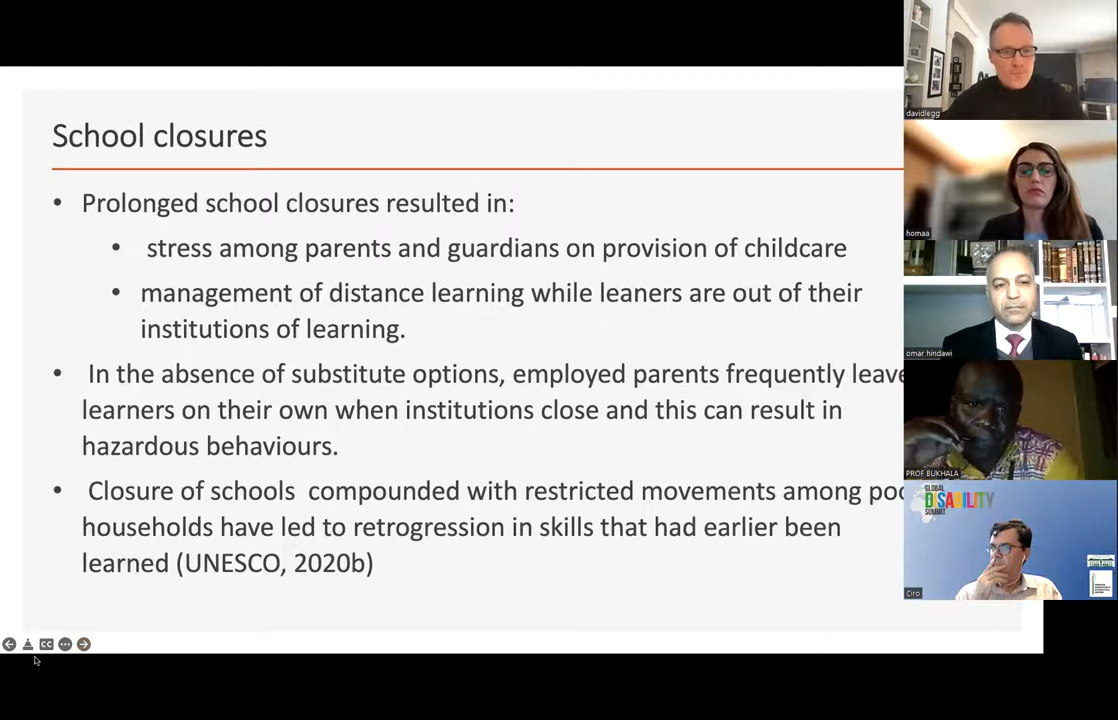 School closures
• Prolonged school closures resulted in:
• stress among parents and guardians on provision of childcare
• management of distance learning while leaners are out of their
institutions of learning.
• In the absence of substitute options, employed parents frequently leave
learners on their own when institutions close and this can result in
hazardous behaviours.
• Closure of schools compounded with restricted movements among
households have led to retrogression in skills that had earlier been
learned (UNESCO, 2020b)
CC
davidlegg
homaa
omar hindawi
PROF BUKHALA
GLOBAL
DISABILITY
SUMMIT
Ciro